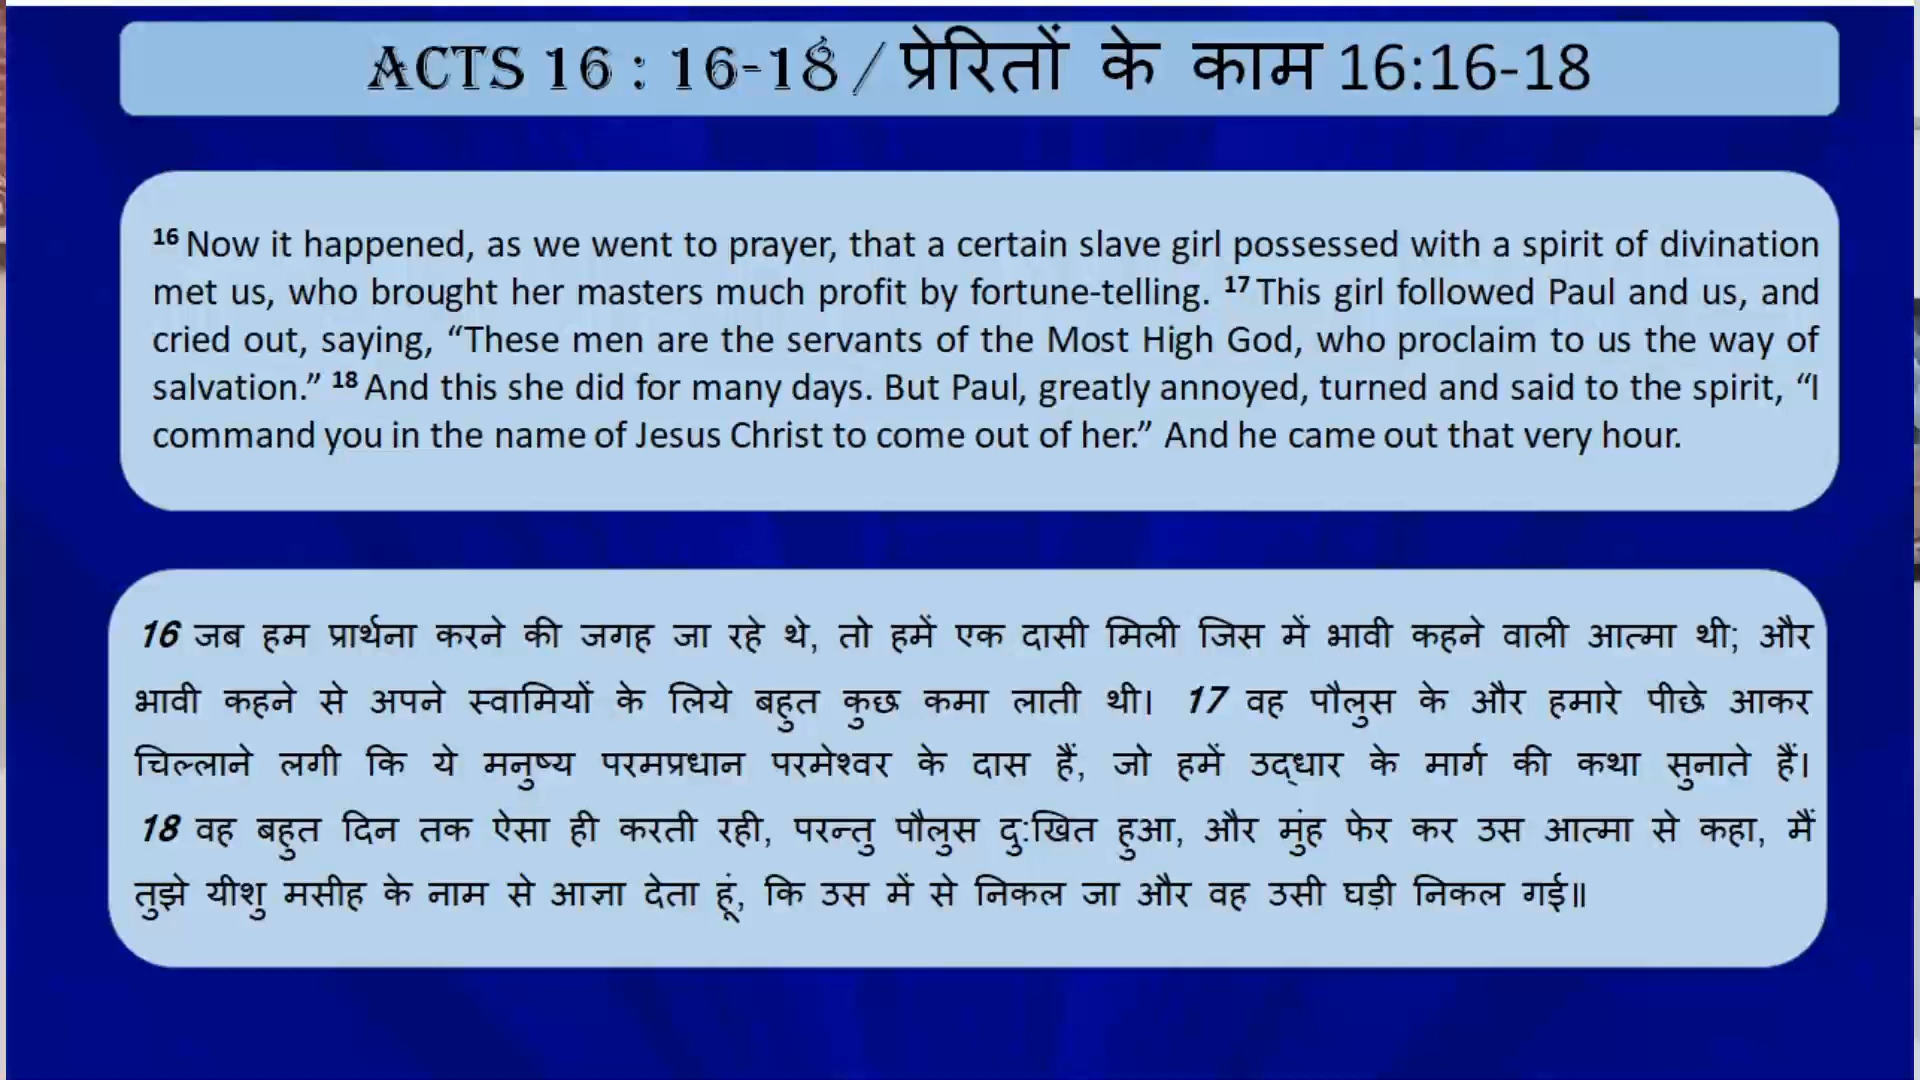 ACTS 16 : 16-18 / प्रेरितों के काम 16:16-18
16 Now it happened, as we went to prayer, that a certain slave girl possessed with a spirit of divination
met us, who brought her masters much profit by fortune-telling. 17 This girl followed Paul and us, and
cried out, saying, “These men are the servants of the Most High God, who proclaim to us the way of
salvation.” 18 And this she did for many days. But Paul, greatly annoyed, turned and said to the spirit, “I
command you in the name of Jesus Christ to come out of her.” And he came out that very hour.
16 जब हम प्रार्थना करने की जगह जा रहे थे, तो हमें एक दासी मिली जिस में भावी कहने वाली आत्मा थी; और
भावी कहने से अपने स्वामियों के लिये बहुत कुछ कमा लाती थी। 17 वह पौलुस के और हमारे पीछे आकर
चिल्लाने लगी कि ये मनुष्य परमप्रधान परमेश्वर के दास हैं, जो हमें उद्धार के मार्ग की कथा सुनाते हैं।
18 वह बहुत दिन तक ऐसा ही करती रही, परन्तु पौलुस दु:खित हुआ, और मुंह फेर कर उस आत्मा से कहा, मैं
तुझे यीशु मसीह के नाम से आज्ञा देता हूं, कि उस में से निकल जा और वह उसी घड़ी निकल गई॥